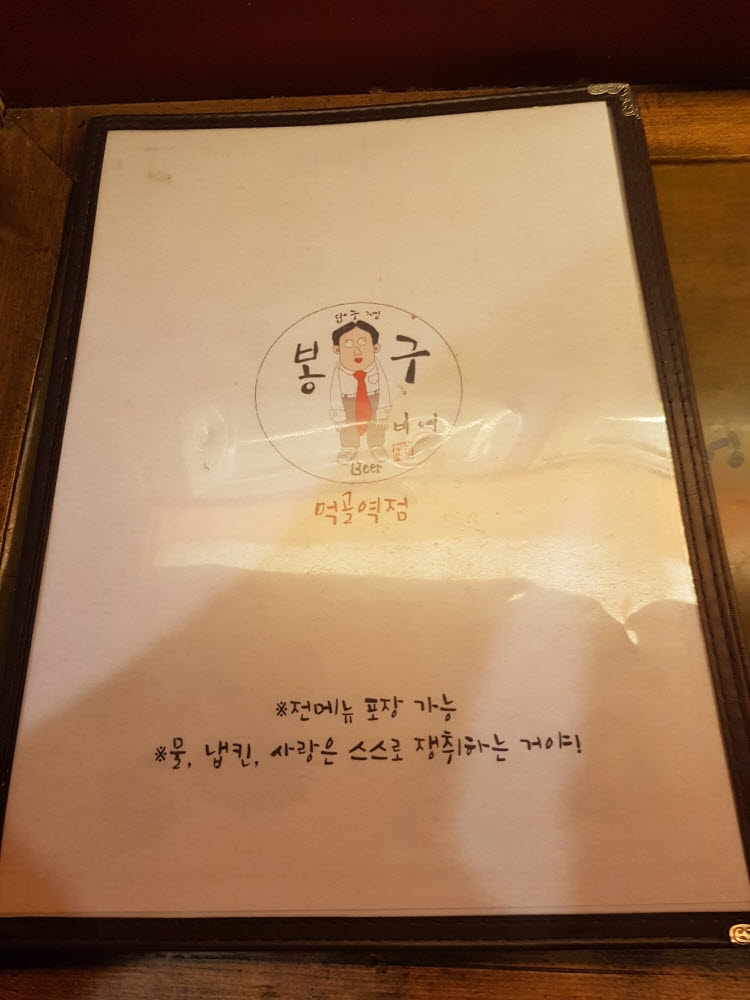 봉구
비어
Beer
먹골역점
※전메뉴 포장 가능
※물, 냅킨, 사랑은 스스로 쟁취하는 거야!